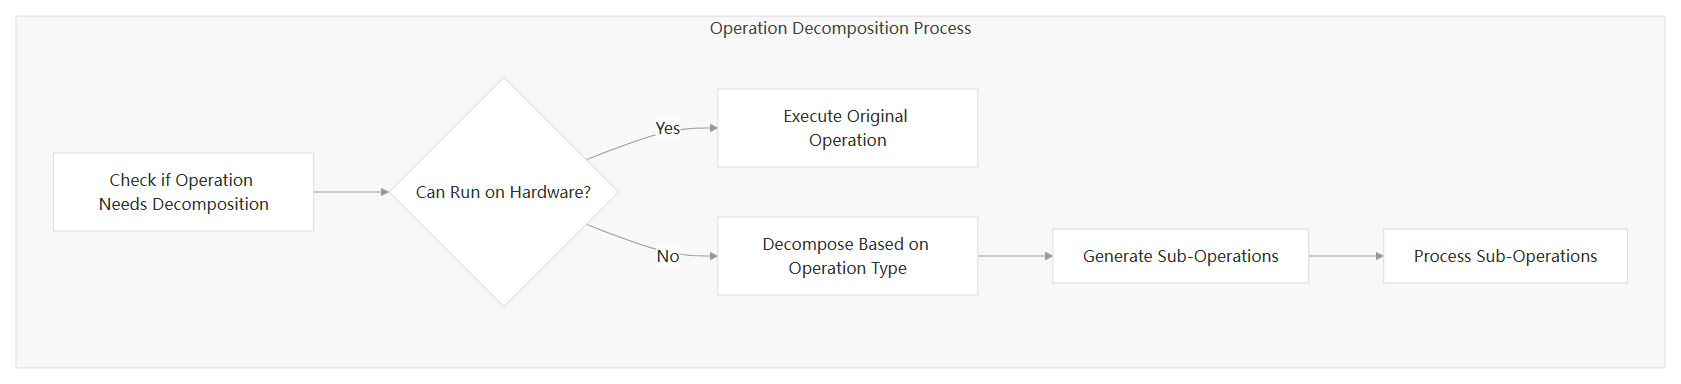 Operation Decomposition Process
Check if Operation
Needs Decomposition
Can Run on Hardware?
Yes
Execute Original
Operation
No
Decompose Based on
Operation Type
Generate Sub-Operations
Process Sub-Operations